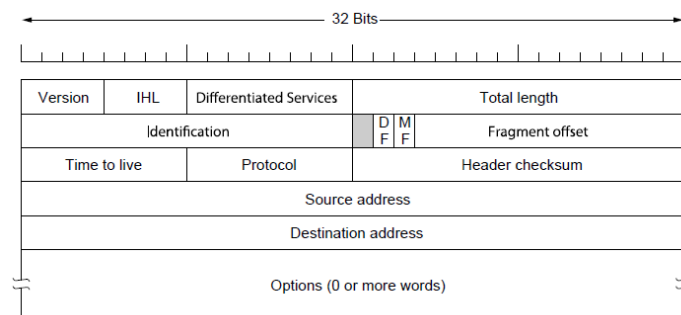 32 Bits
Version IHL Differentiated Services Total length
Identification D F M F Fragment offset
Time to live Protocol Header checksum
Source address
Destination address
Options (0 or more words)